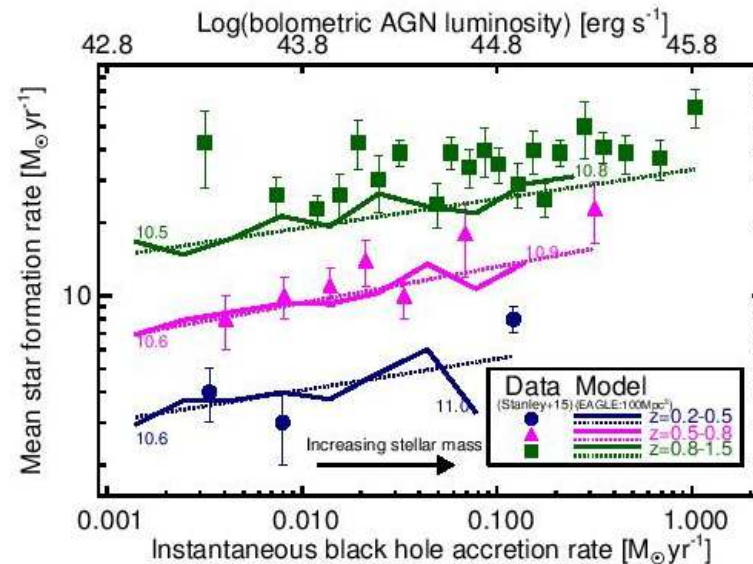 Log(bolometric AGN luminosity) [erg s⁻¹]
42.8 43.8 44.8 45.8
Mean star formation rate [M⊙yr⁻¹]
10
10.5
10.8
10.6
10.9
10.6
11.0
Increasing stellar mass
Data Model
(Stanley+15) (EAGLE:100Mpc³)
z=0.2-0.5
z=0.5-0.8
z=0.8-1.5
0.001 0.010 0.100 1.000
Instantaneous black hole accretion rate [M⊙yr⁻¹]